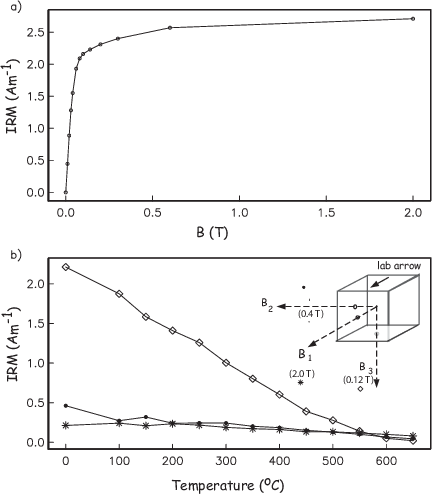 a)
2.5
2.0
1.5
1.0
0.5
0.0
IRM (Am⁻¹)
0.0 0.5 1.0 1.5 2.0
B (T)
b)
2.0
1.5
1.0
0.5
0.0
IRM (Am⁻¹)
lab arrow
B₂
(0.4 T)
B₁
(2.0 T)
B₃
(0.12 T)
0 100 200 300 400 500 600
Temperature (°C)